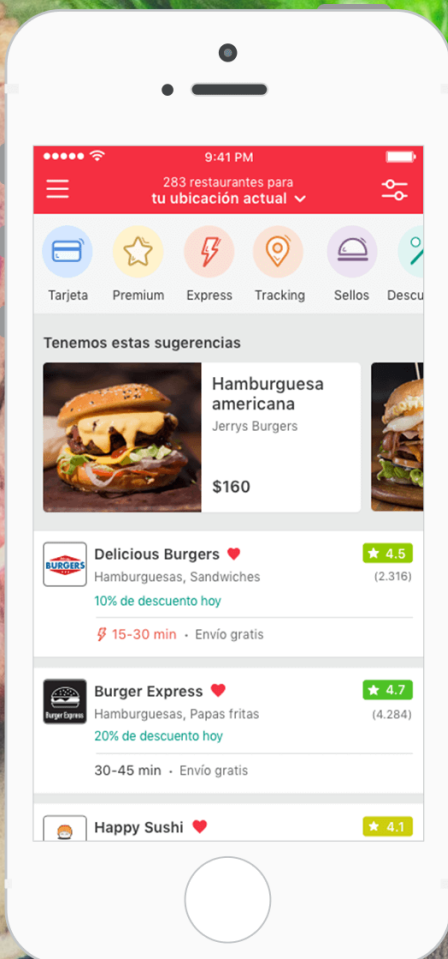 9:41 PM
283 restaurantes para
tu ubicación actual
Tarjeta
Premium
Express
Tracking
Sellos
Descu
Tenemos estas sugerencias
Hamburguesa
americana
Jerrys Burgers
$160
BURGERS
Delicious Burgers
4.5
Hamburguesas, Sandwiches
(2.316)
10% de descuento hoy
15-30 min • Envío gratis
Burger Express
Burger Express
4.7
Hamburguesas, Papas fritas
(4.284)
20% de descuento hoy
30-45 min • Envío gratis
Happy Sushi
4.1